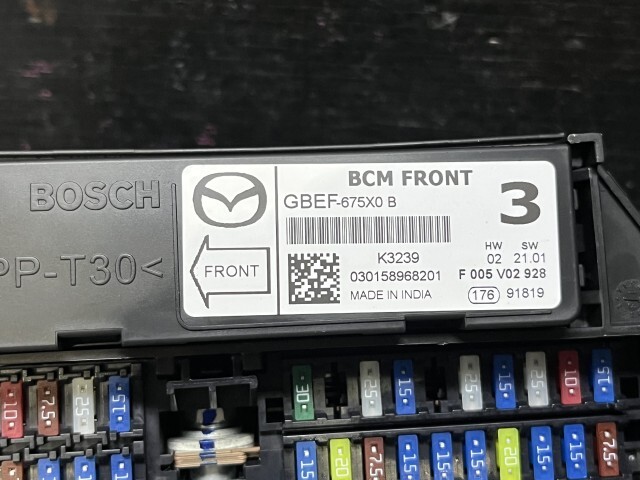 BOSCH
PP-T30<
BCM FRONT
GBEF-675X0 B
3
FRONT
K3239
030158968201
MADE IN INDIA
HW SW
02 21.01
F 005 V02 928
176 91819
30 25 15 25 15 25 10 15
10 7.5 25 15
15 20 7.5 15 15 15 20 15 15 7.5